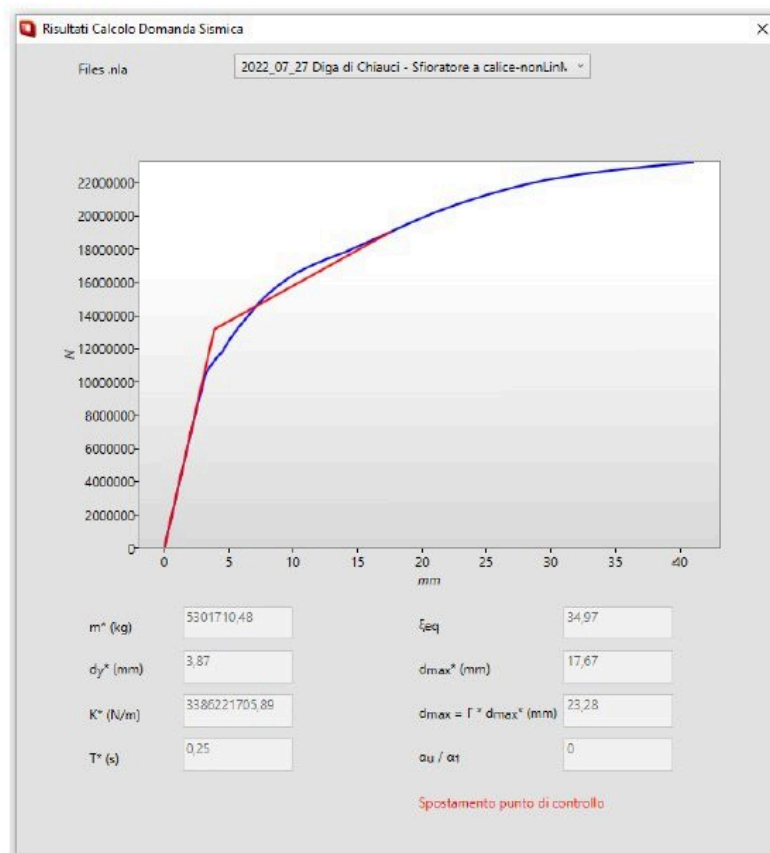 Risultati Calcolo Domanda Sismica
Files .nla
2022_07_27 Diga di Chiauci - Sfioratore a calice-nonLinM
22000000
20000000
18000000
16000000
14000000
12000000
10000000
8000000
6000000
4000000
2000000
0
N
0 5 10 15 20 25 30 35 40
mm
m* (kg) 5301710,48 ξeq 34,97
dy* (mm) 3,87 dmax* (mm) 17,67
K* (N/m) 3386221705,89 dmax = Γ * dmax* (mm) 23,28
T* (s) 0,25 αu / α1 0
Spostamento punto di controllo